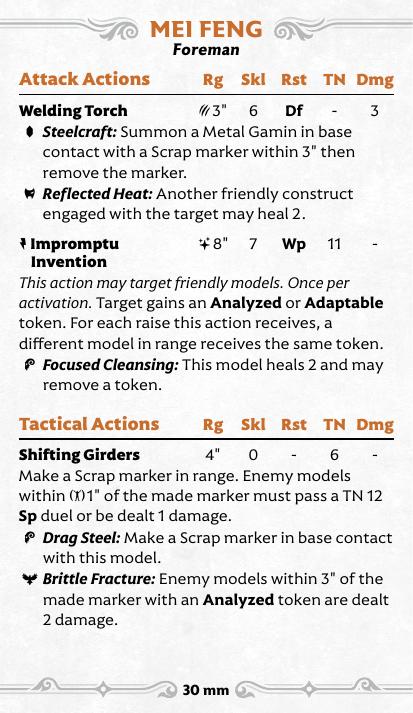 MEI FENG
Foreman
Attack Actions Rg Skl Rst TN Dmg
Welding Torch 3" 6 Df - 3
Steelcraft: Summon a Metal Gamin in base
contact with a Scrap marker within 3" then
remove the marker.
Reflected Heat: Another friendly construct
engaged with the target may heal 2.
Impromptu 8" 7 Wp 11 -
Invention
This action may target friendly models. Once per
activation. Target gains an Analyzed or Adaptable
token. For each raise this action receives, a
different model in range receives the same token.
Focused Cleansing: This model heals 2 and may
remove a token.
Tactical Actions Rg Skl Rst TN Dmg
Shifting Girders 4" 0 - 6 -
Make a Scrap marker in range. Enemy models
within 1" of the made marker must pass a TN 12
Sp duel or be dealt 1 damage.
Drag Steel: Make a Scrap marker in base contact
with this model.
Brittle Fracture: Enemy models within 3" of the
made marker with an Analyzed token are dealt
2 damage.
30 mm